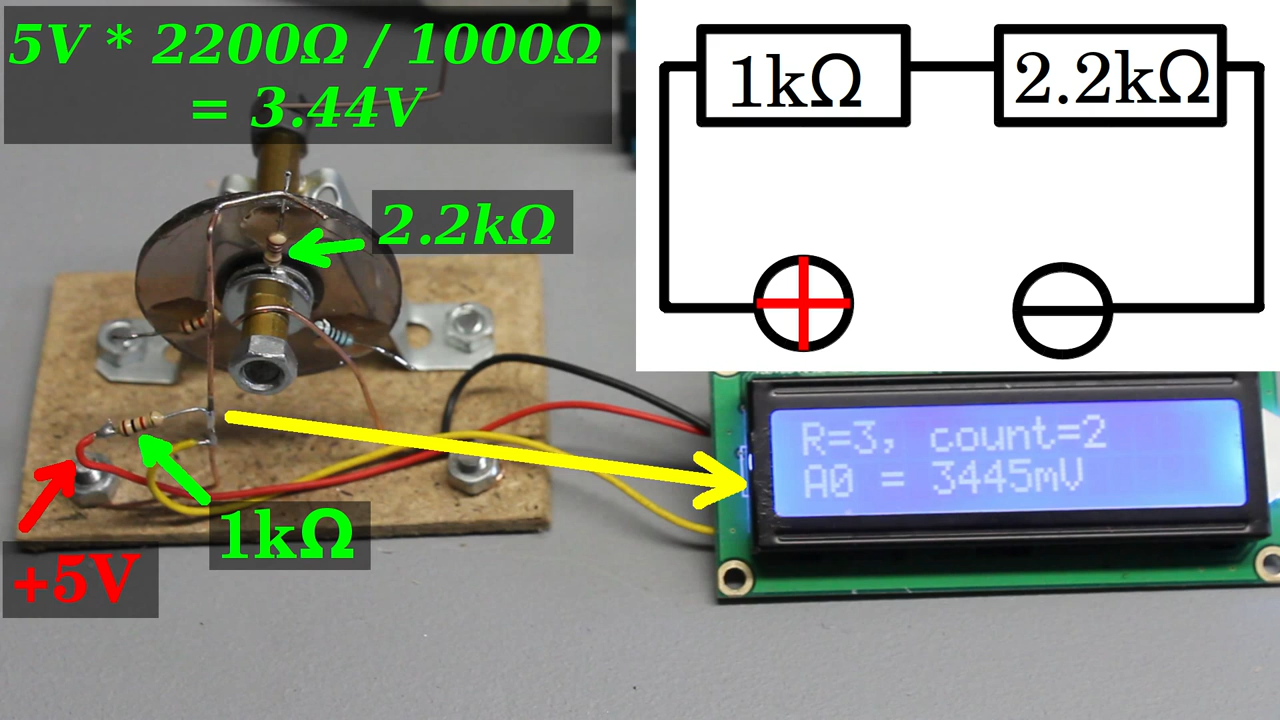 5V * 2200Ω / 1000Ω
= 3.44V
1kΩ
2.2kΩ
2.2kΩ
R=3, count=2
A0 = 3445mV
1kΩ
+5V